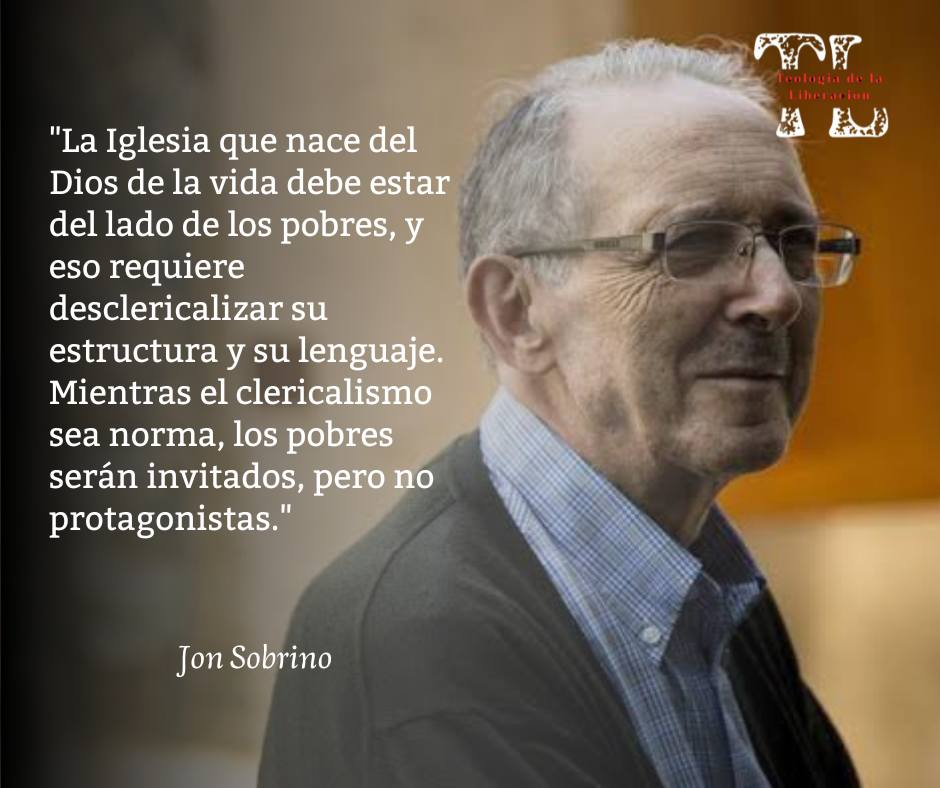 TL
Teologia de la
Liberacion
"La Iglesia que nace del
Dios de la vida debe estar
del lado de los pobres, y
eso requiere
desclericalizar su
estructura y su lenguaje.
Mientras el clericalismo
sea norma, los pobres
serán invitados, pero no
protagonistas."
Jon Sobrino